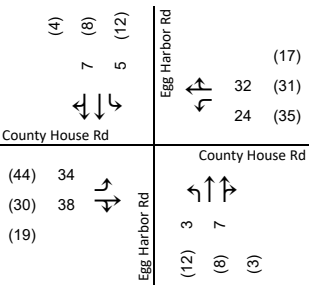 (4) (8) (12)
7 5
County House Rd
Egg Harbor Rd
(17)
32 (31)
24 (35)
(44) 34
(30) 38
(19)
Egg Harbor Rd
County House Rd
3 7
(12) (8) (3)